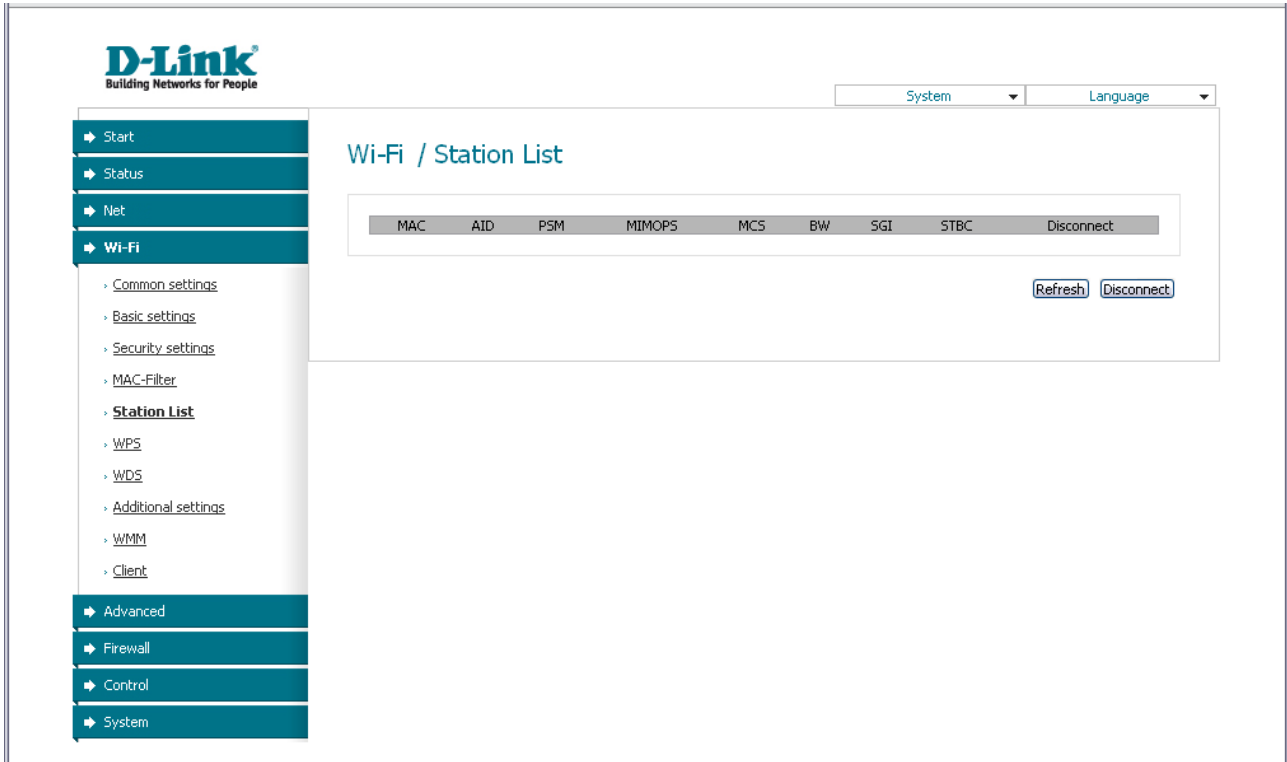 D-Link®
Building Networks for People
System Language
Start
Status
Net
Wi-Fi
Common settings
Basic settings
Security settings
MAC-Filter
Station List
WPS
WDS
Additional settings
WMM
Client
Advanced
Firewall
Control
System
Wi-Fi / Station List
MAC AID PSM MIMOPS MCS BW SGI STBC Disconnect
Refresh Disconnect